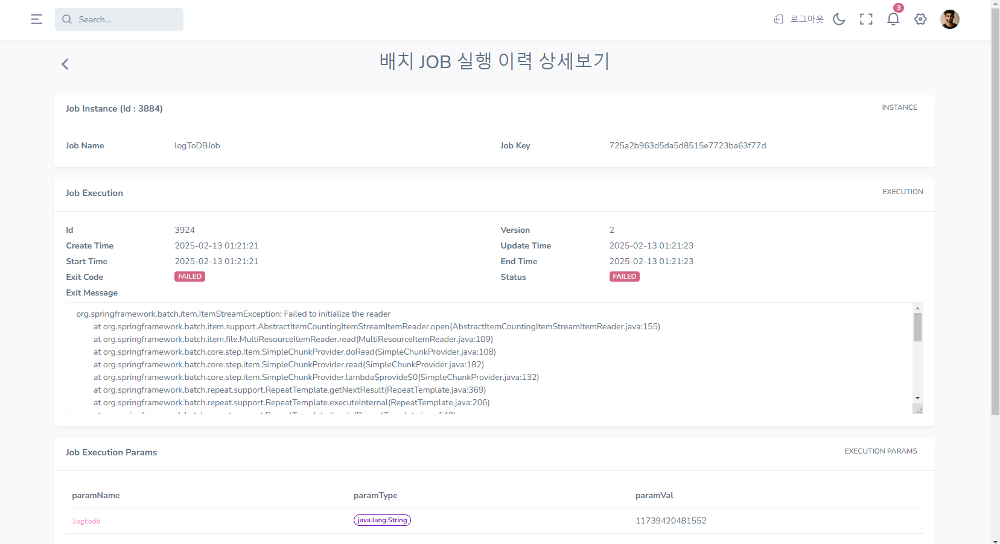 Search...
로그아웃
3
배치 JOB 실행 이력 상세보기
Job Instance (Id : 3884)
INSTANCE
Job Name
logToDBJob
Job Key
725a2b963d5da5d8515e7723ba63f77d
Job Execution
EXECUTION
Id
3924
Version
2
Create Time
2025-02-13 01:21:21
Update Time
2025-02-13 01:21:23
Start Time
2025-02-13 01:21:21
End Time
2025-02-13 01:21:23
Exit Code
FAILED
Status
FAILED
Exit Message
org.springframework.batch.item.ItemStreamException: Failed to initialize the reader
at org.springframework.batch.item.support.AbstractItemCountingItemStreamItemReader.open(AbstractItemCountingItemStreamItemReader.java:155)
at org.springframework.batch.item.file.MultiResourceItemReader.read(MultiResourceItemReader.java:109)
at org.springframework.batch.core.step.item.SimpleChunkProvider.doRead(SimpleChunkProvider.java:108)
at org.springframework.batch.core.step.item.SimpleChunkProvider.read(SimpleChunkProvider.java:182)
at org.springframework.batch.core.step.item.SimpleChunkProvider.lambda$provide$0(SimpleChunkProvider.java:132)
at org.springframework.batch.repeat.support.RepeatTemplate.getNextResult(RepeatTemplate.java:369)
at org.springframework.batch.repeat.support.RepeatTemplate.executeInternal(RepeatTemplate.java:206)
Job Execution Params
EXECUTION PARAMS
paramName
paramType
paramVal
logtodb
java.lang.String
11739420481552